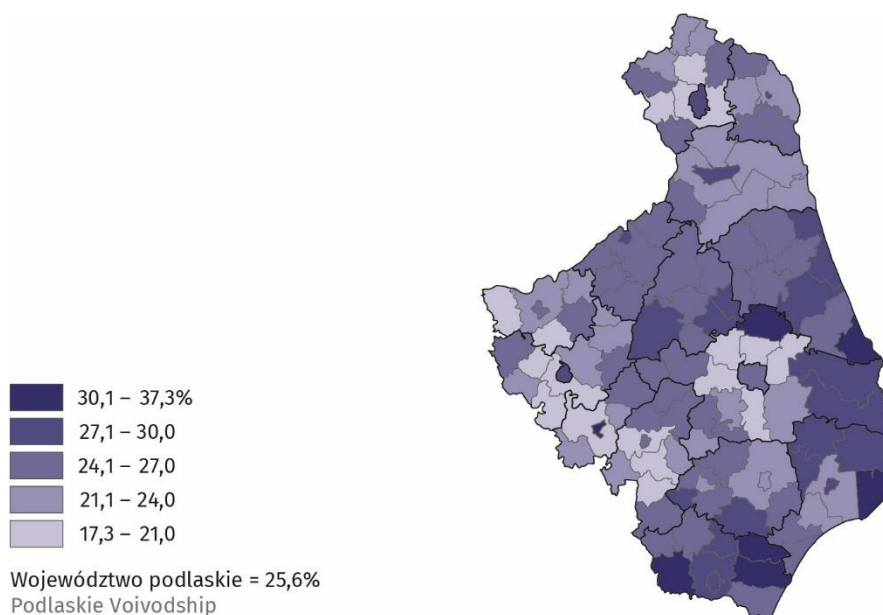 30,1 – 37,3%
27,1 – 30,0
24,1 – 27,0
21,1 – 24,0
17,3 – 21,0
Województwo podlaskie = 25,6%
Podlaskie Voivodship